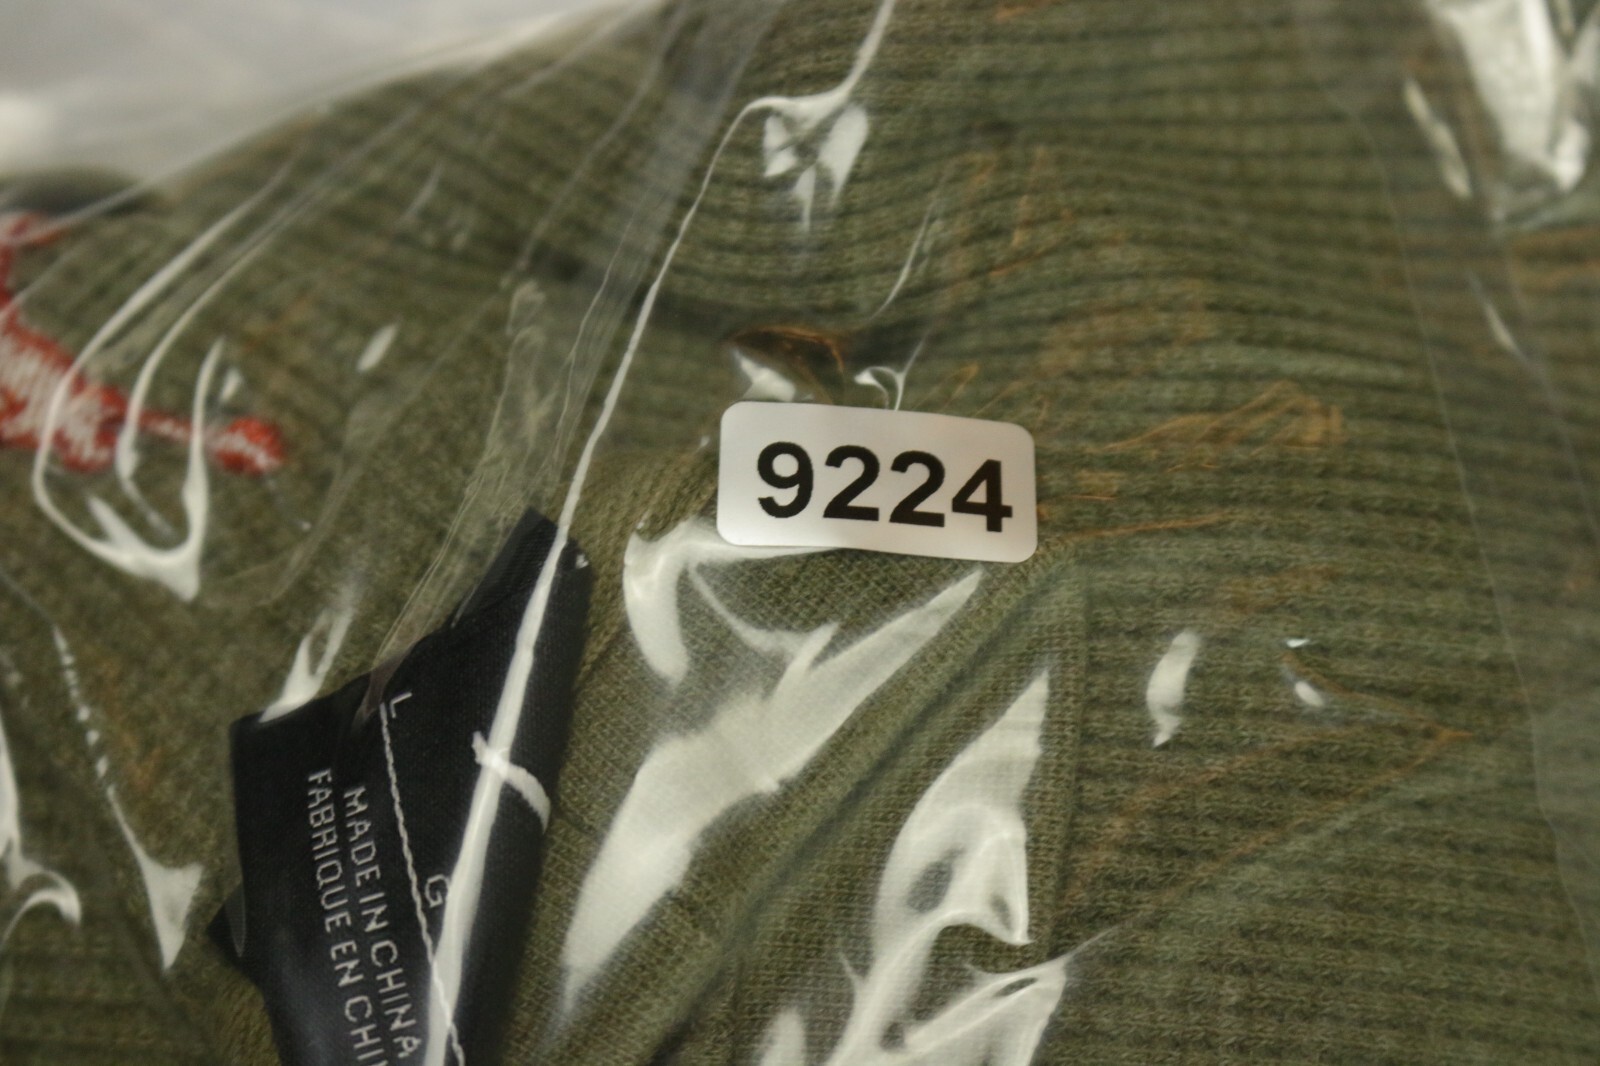 9224
L
G
MADE IN CHINA
FABRIQUE EN CHI